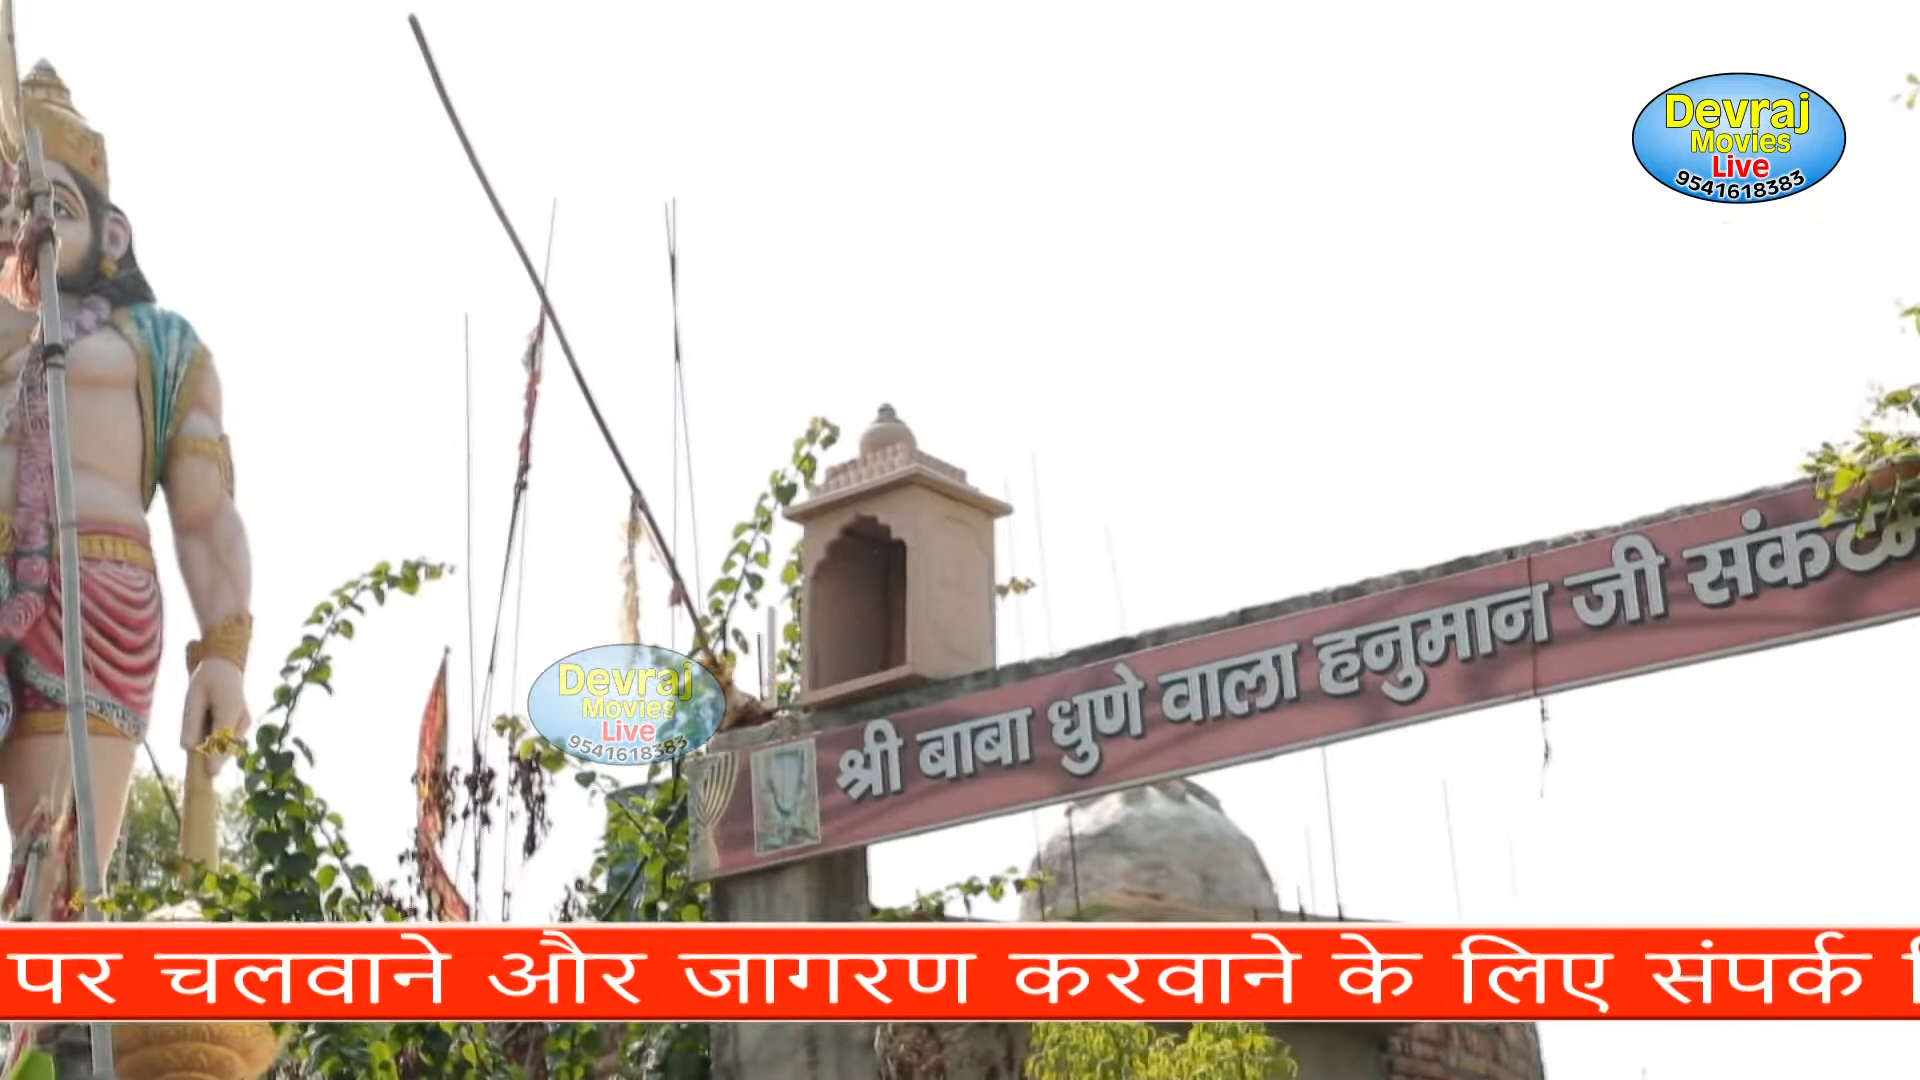 Devraj
Movies
Live
9541618383
Devraj
Movies
Live
9541618383
श्री बाबा धुणे वाला हनुमान जी
पर चलवाने और जागरण करवाने के लिए संपर्क